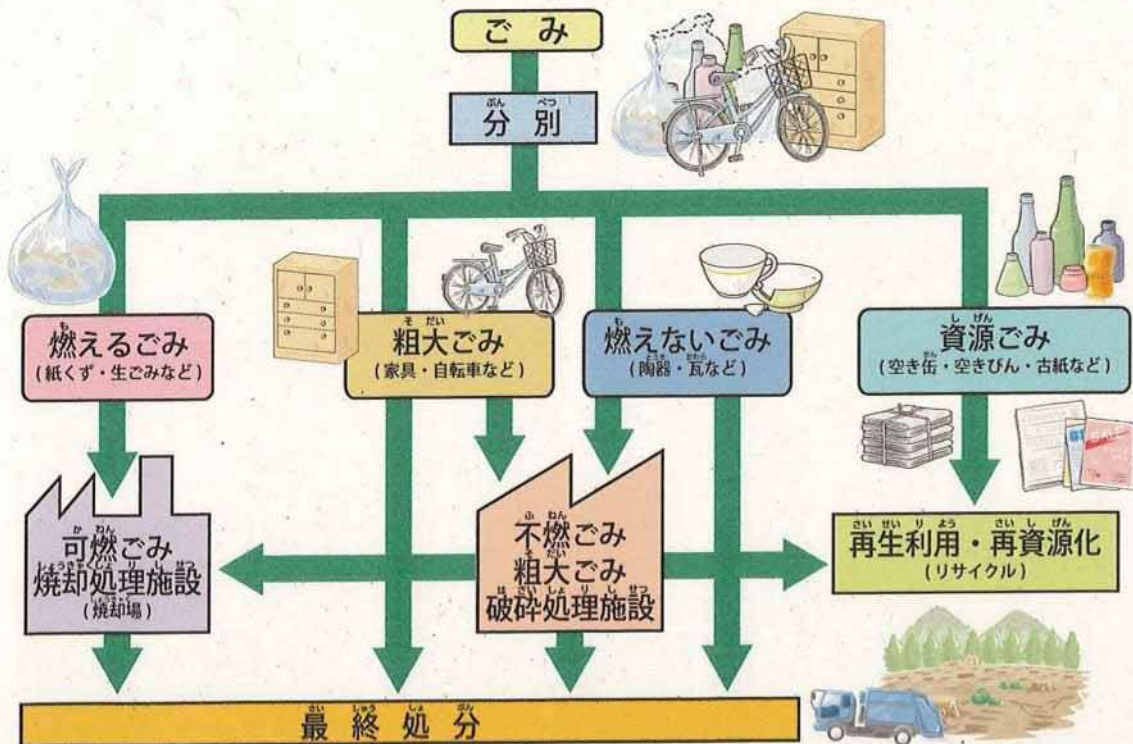 ごみ
分別
燃えるごみ
(紙くず・生ごみなど)
粗大ごみ
(家具・自転車など)
燃えないごみ
(陶器・瓦など)
資源ごみ
(空き缶・空きびん・古紙など)
可燃ごみ
焼却処理施設
(焼却場)
不燃ごみ
粗大ごみ
破砕処理施設
再生利用・再資源化
(リサイクル)
最終処分